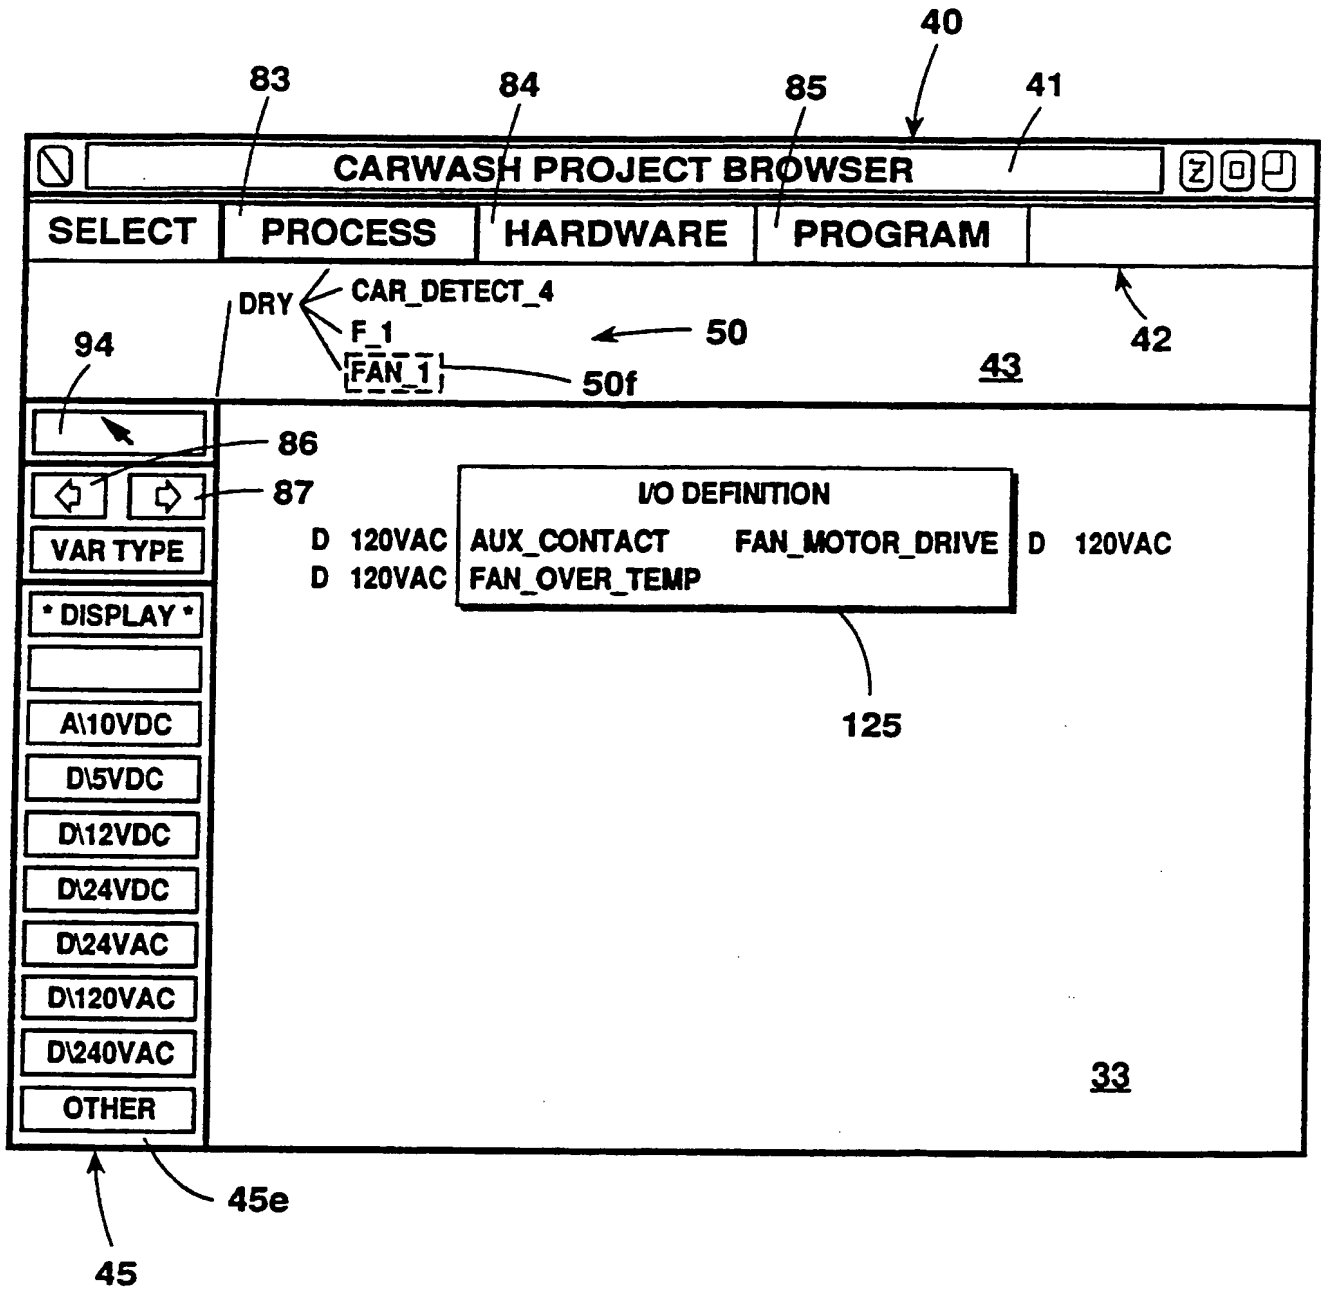 40
83 84 85 41
CARWASH PROJECT BROWSER Z
SELECT PROCESS HARDWARE PROGRAM
CAR_DETECT_4
DRY
F_1 50 42
94
FAN_1 50f 43
86
87
I/O DEFINITION
VAR TYPE D 120VAC AUX_CONTACT FAN_MOTOR_DRIVE D 120VAC
D 120VAC FAN_OVER_TEMP
* DISPLAY *
A\10VDC 125
D\5VDC
D\12VDC
D\24VDC
D\24VAC
D\120VAC
D\240VAC
33
OTHER
45e
45